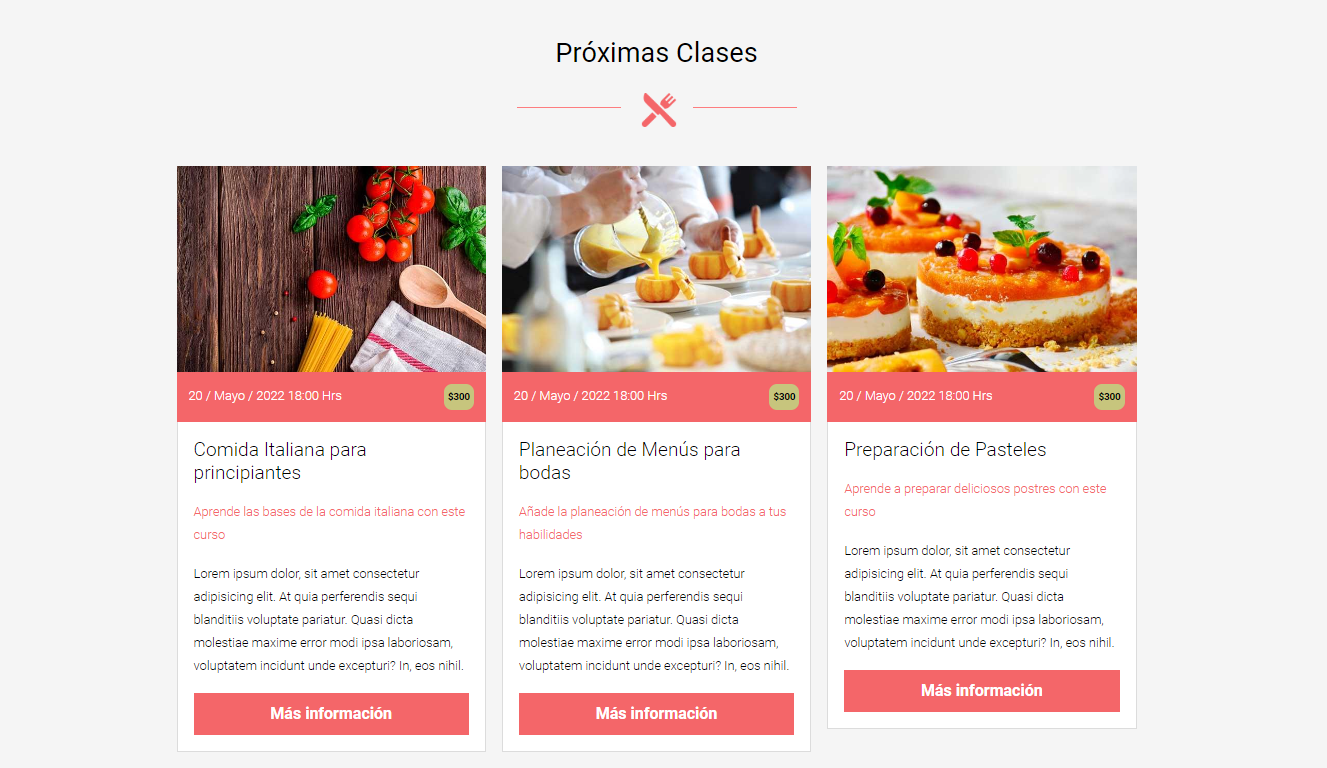 Próximas Clases
20 / Mayo / 2022 18:00 Hrs
$300
Comida Italiana para
principiantes
Aprende las bases de la comida italiana con este
curso
Lorem ipsum dolor, sit amet consectetur
adipisicing elit. At quia perferendis sequi
blanditiis voluptate pariatur. Quasi dicta
molestiae maxime error modi ipsa laboriosam,
voluptatem incidunt unde excepturi? In, eos nihil.
Más información
20 / Mayo / 2022 18:00 Hrs
$300
Planeación de Menús para
bodas
Añade la planeación de menús para bodas a tus
habilidades
Lorem ipsum dolor, sit amet consectetur
adipisicing elit. At quia perferendis sequi
blanditiis voluptate pariatur. Quasi dicta
molestiae maxime error modi ipsa laboriosam,
voluptatem incidunt unde excepturi? In, eos nihil.
Más información
20 / Mayo / 2022 18:00 Hrs
$300
Preparación de Pasteles
Aprende a preparar deliciosos postres con este
curso
Lorem ipsum dolor, sit amet consectetur
adipisicing elit. At quia perferendis sequi
blanditiis voluptate pariatur. Quasi dicta
molestiae maxime error modi ipsa laboriosam,
voluptatem incidunt unde excepturi? In, eos nihil.
Más información